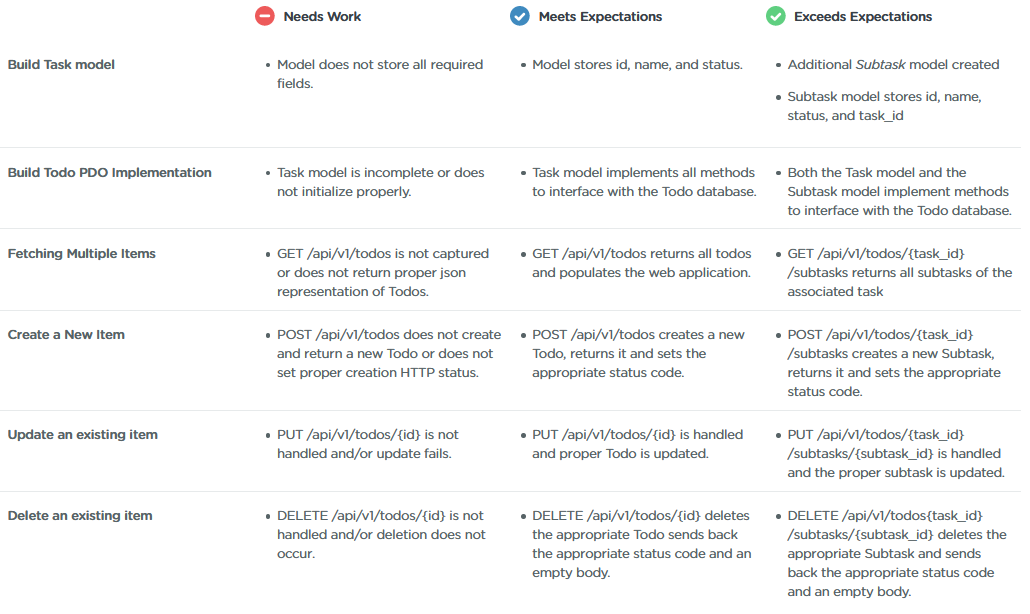 Needs Work
Meets Expectations
Exceeds Expectations
Build Task model
• Model does not store all required
fields.
• Model stores id, name, and status.
• Additional Subtask model created
• Subtask model stores id, name,
status, and task_id
Build Todo PDO Implementation
• Task model is incomplete or does
not initialize properly.
• Task model implements all methods
to interface with the Todo database.
• Both the Task model and the
Subtask model implement methods
to interface with the Todo database.
Fetching Multiple Items
• GET /api/v1/todos is not captured
or does not return proper json
representation of Todos.
• GET /api/v1/todos returns all todos
and populates the web application.
• GET /api/v1/todos/{task_id}
/subtasks returns all subtasks of the
associated task
Create a New Item
• POST /api/v1/todos does not create
and return a new Todo or does not
set proper creation HTTP status.
• POST /api/v1/todos creates a new
Todo, returns it and sets the
appropriate status code.
• POST /api/v1/todos/{task_id}
/subtasks creates a new Subtask,
returns it and sets the appropriate
status code.
Update an existing item
• PUT /api/v1/todos/{id} is not
handled and/or update fails.
• PUT /api/v1/todos/{id} is handled
and proper Todo is updated.
• PUT /api/v1/todos/{task_id}
/subtasks/{subtask_id} is handled
and the proper subtask is updated.
Delete an existing item
• DELETE /api/v1/todos/{id} is not
handled and/or deletion does not
occur.
• DELETE /api/v1/todos/{id} deletes
the appropriate Todo sends back
the appropriate status code and an
empty body.
• DELETE /api/v1/todos{task_id}
/subtasks/{subtask_id} deletes the
appropriate Subtask and sends
back the appropriate status code
and an empty body.